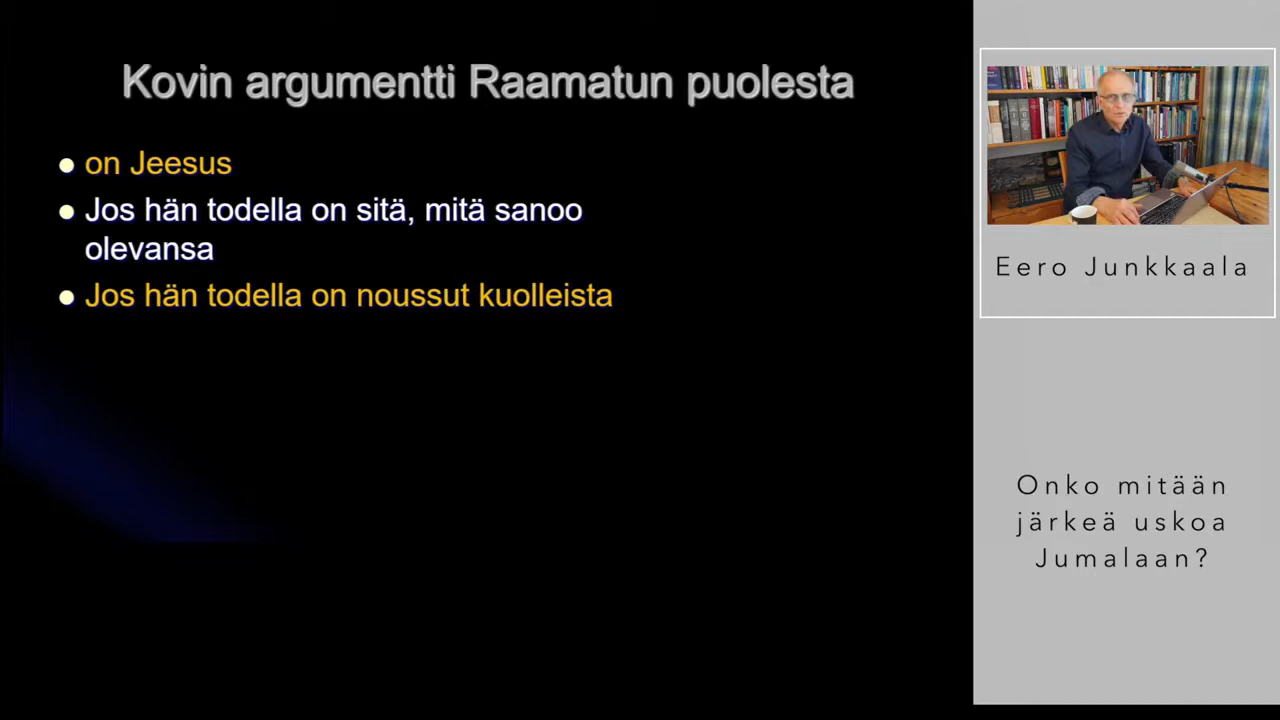 Kovin argumentti Raamatun puolesta
on Jeesus
Jos hän todella on sitä, mitä sanoo
olevansa
Jos hän todella on noussut kuolleista
Eero Junkkaala
Onko mitään
järkeä uskoa
Jumalaan?